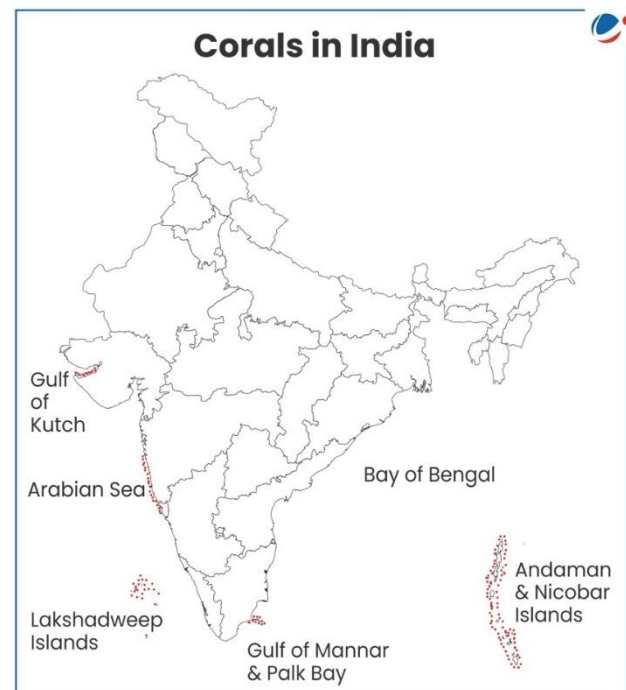 Corals in India
Gulf
of
Kutch
Arabian Sea
Bay of Bengal
Lakshadweep
Islands
Gulf of Mannar
& Palk Bay
Andaman
& Nicobar
Islands